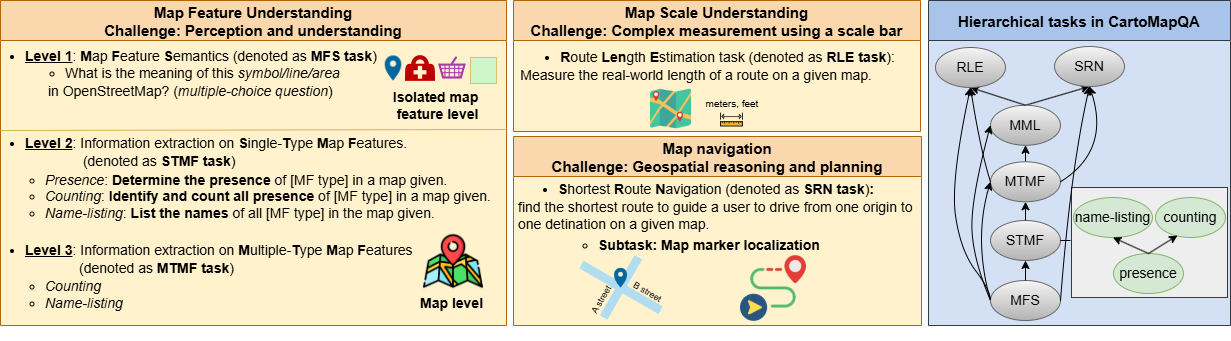 Map Feature Understanding
Challenge: Perception and understanding
• Level 1: Map Feature Semantics (denoted as MFS task)
○ What is the meaning of this symbol/line/area
in OpenStreetMap? (multiple-choice question)
Isolated map
feature level
• Level 2: Information extraction on Single-Type Map Features.
(denoted as STMF task)
○ Presence: Determine the presence of [MF type] in a map given.
○ Counting: Identify and count all presence of [MF type] in a map given.
○ Name-listing: List the names of all [MF type] in the map given.
• Level 3: Information extraction on Multiple-Type Map Features
(denoted as MTMF task)
○ Counting
○ Name-listing
Map level
Map Scale Understanding
Challenge: Complex measurement using a scale bar
• Route Length Estimation task (denoted as RLE task):
Measure the real-world length of a route on a given map.
meters, feet
Map navigation
Challenge: Geospatial reasoning and planning
• Shortest Route Navigation (denoted as SRN task):
find the shortest route to guide a user to drive from one origin to
one detination on a given map.
○ Subtask: Map marker localization
A street
B street
Hierarchical tasks in CartoMapQA
RLE
SRN
MML
MTMF
STMF
MFS
name-listing
counting
presence